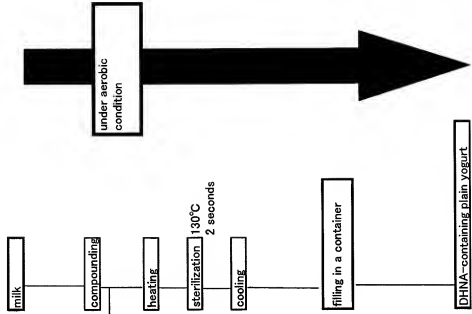 milk
compounding
heating
sterilization
130°C
2 seconds
cooling
filling in a container
DHNA-containing plain yogurt
under aerobic
condition